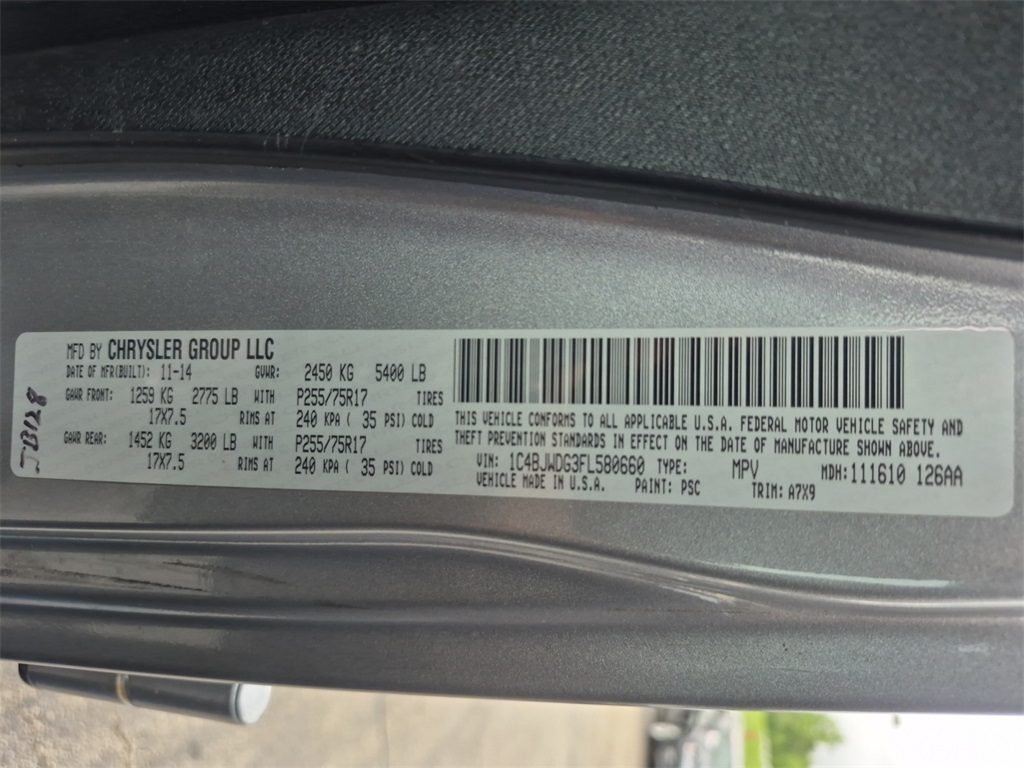 MFD BY CHRYSLER GROUP LLC
DATE OF MFR(BUILT): 11-14 GVWR: 2450 KG 5400 LB
GAWR FRONT: 1259 KG 2775 LB WITH P255/75R17 TIRES
17X7.5 RIMS AT 240 KPA ( 35 PSI) COLD
GAWR REAR: 1452 KG 3200 LB WITH P255/75R17 TIRES
17X7.5 RIMS AT 240 KPA ( 35 PSI) COLD
JB128
THIS VEHICLE CONFORMS TO ALL APPLICABLE U.S.A. FEDERAL MOTOR VEHICLE SAFETY AND
THEFT PREVENTION STANDARDS IN EFFECT ON THE DATE OF MANUFACTURE SHOWN ABOVE.
VIN: 1C4BJWDG3FL580660 TYPE: MPV MDH:111610 126AA
VEHICLE MADE IN U.S.A. PAINT: PSC TRIM: A7X9